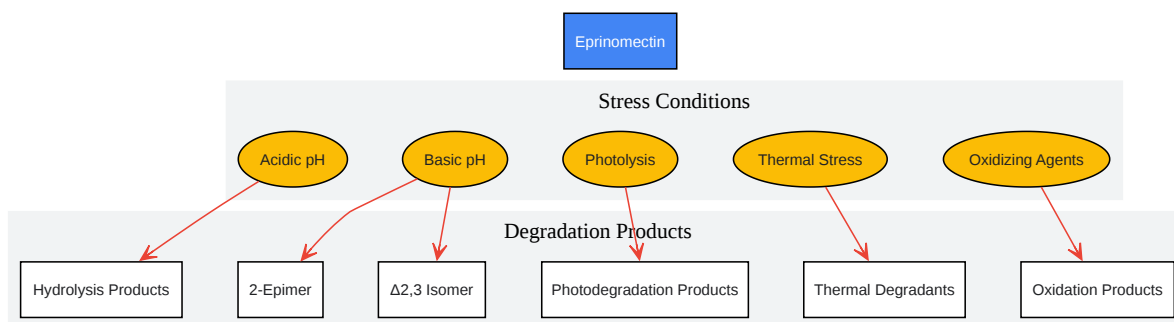 Eprinomectin
Stress Conditions
Acidic pH
Basic pH
Photolysis
Thermal Stress
Oxidizing Agents
Degradation Products
Hydrolysis Products
2-Epimer
Δ2,3 Isomer
Photodegradation Products
Thermal Degradants
Oxidation Products